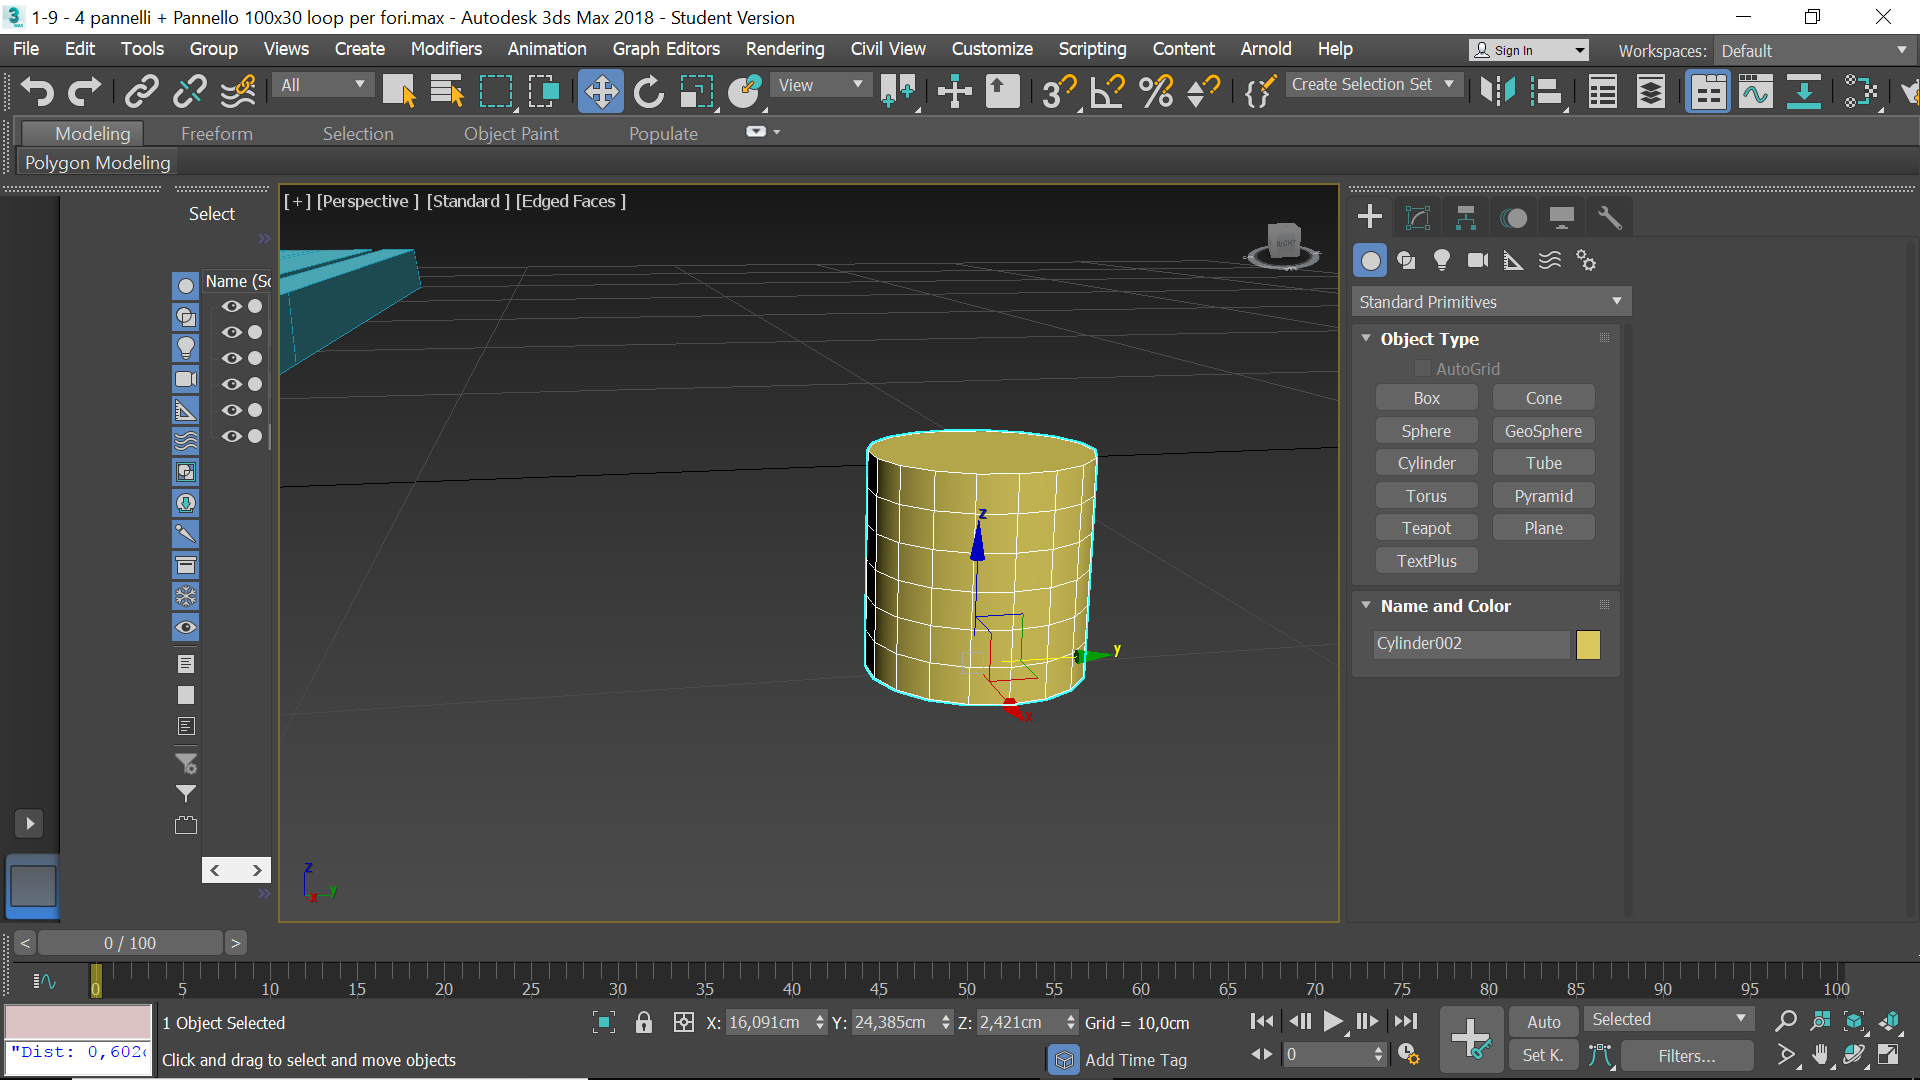 1-9 - 4 pannelli + Pannello 100x30 loop per fori.max - Autodesk 3ds Max 2018 - Student Version
File Edit Tools Group Views Create Modifiers Animation Graph Editors Rendering Civil View Customize Scripting Content Arnold Help Sign In Workspaces: Default
All View 3 Create Selection Set
Modeling Freeform Selection Object Paint Populate
Polygon Modeling
Select
[ + ] [Perspective ] [Standard ] [Edged Faces ]
RIGHT
Name (Sc
Standard Primitives
Object Type
AutoGrid
Box Cone
Sphere GeoSphere
Cylinder Tube
Torus Pyramid
Teapot Plane
TextPlus
Name and Color
Cylinder002
z
y
x
z
y
x
< 0 / 100 >
0 5 10 15 20 25 30 35 40 45 50 55 60 65 70 75 80 85 90 95 100
1 Object Selected X: 16,091cm Y: 24,385cm Z: 2,421cm Grid = 10,0cm Auto Selected
"Dist: 0,602c Click and drag to select and move objects Add Time Tag 0 Set K. Filters...